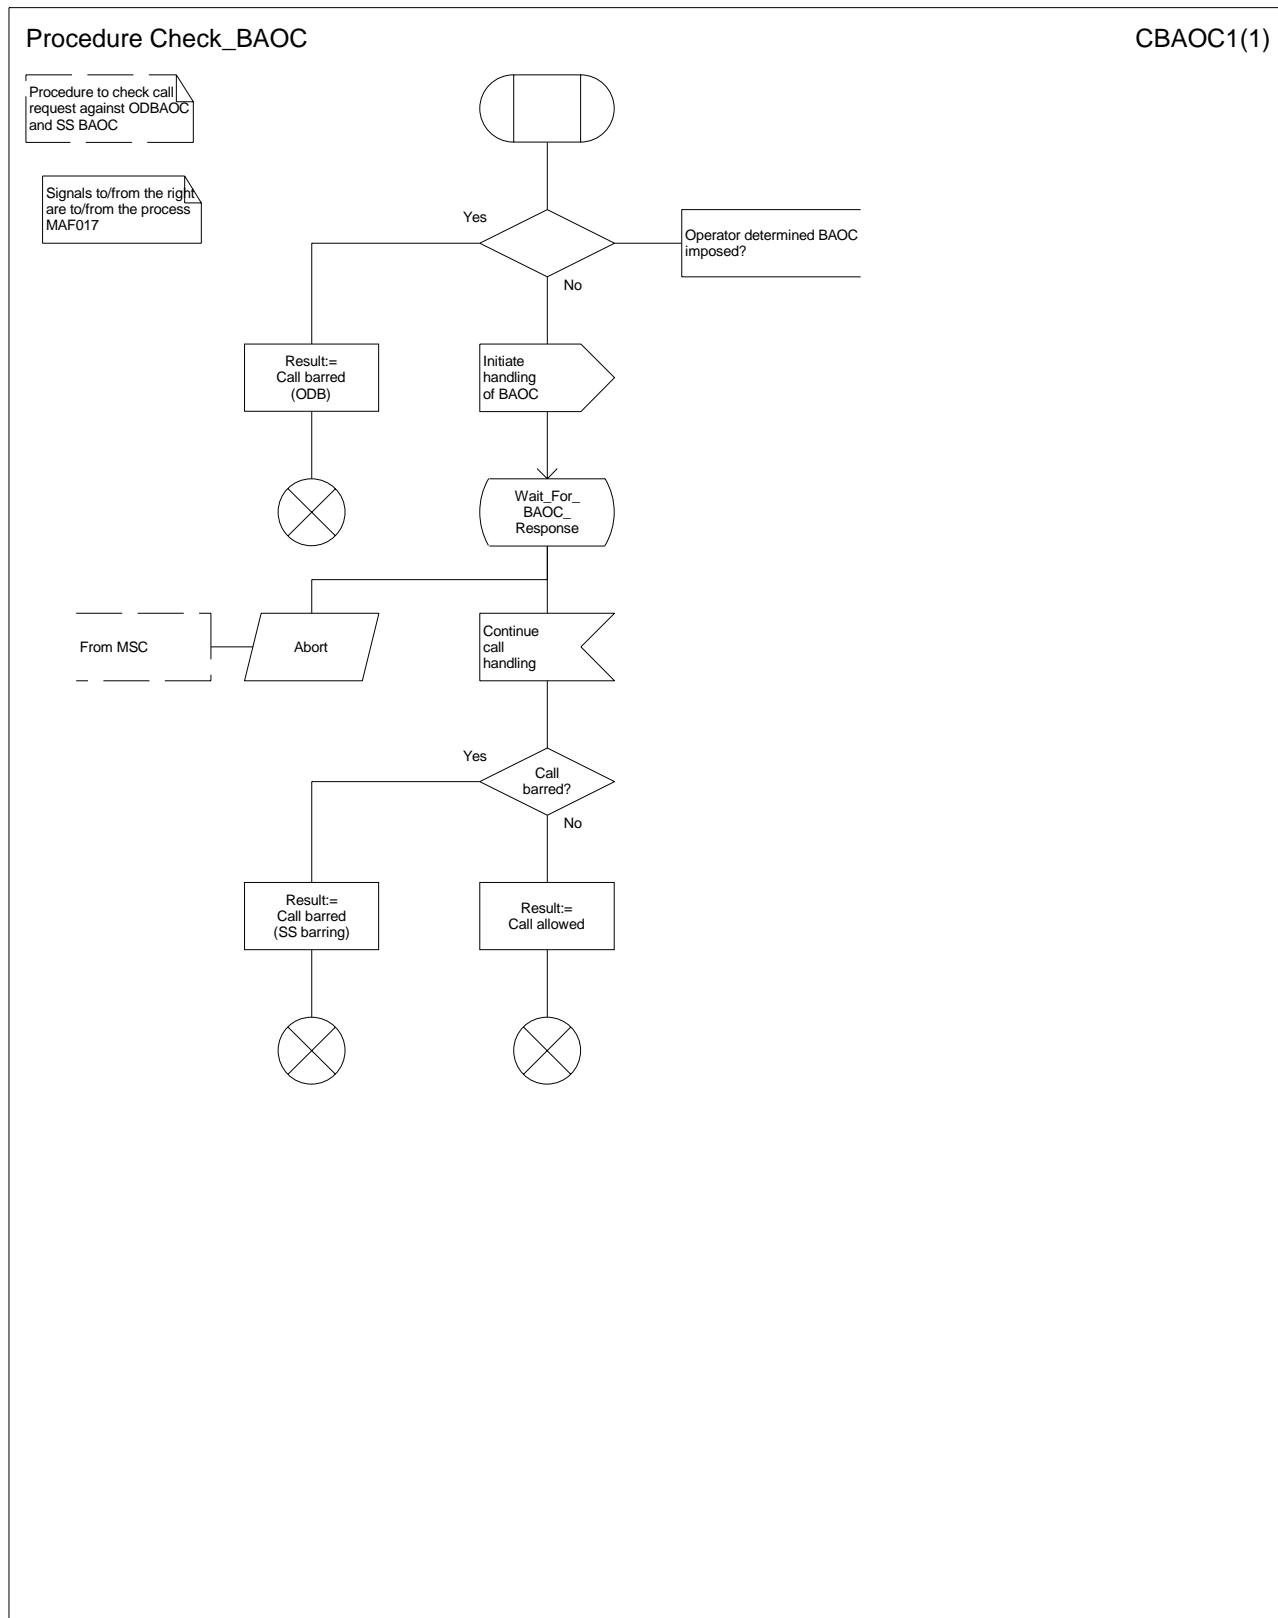 Procedure Check_BAOC
CBAOC1(1)
Procedure to check call
request against ODBAOC
and SS BAOC
Signals to/from the right
are to/from the process
MAF017
Yes
Operator determined BAOC
imposed?
No
Result:=
Call barred
(ODB)
Initiate
handling
of BAOC
Wait_For_
BAOC_
Response
From MSC
Abort
Continue
call
handling
Yes
Call
barred?
No
Result:=
Call barred
(SS barring)
Result:=
Call allowed